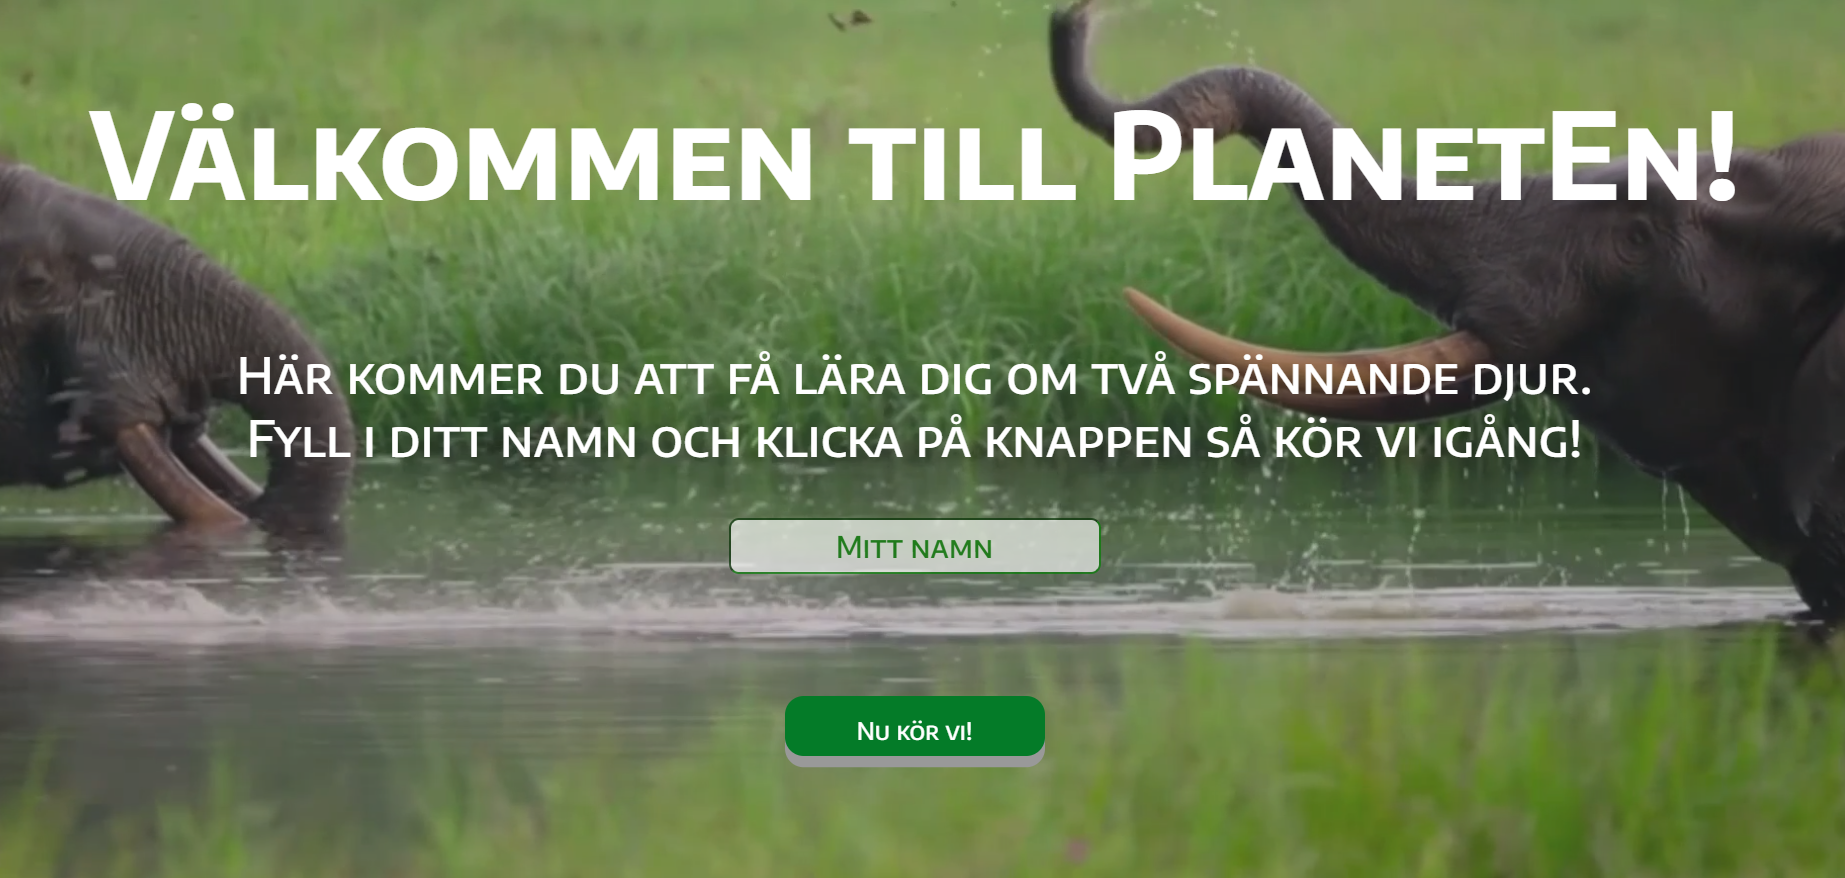 Välkommen till PlanetEn!
Här kommer du att få lära dig om två spännande djur.
Fyll i ditt namn och klicka på knappen så kör vi igång!
Mitt namn
Nu kör vi!